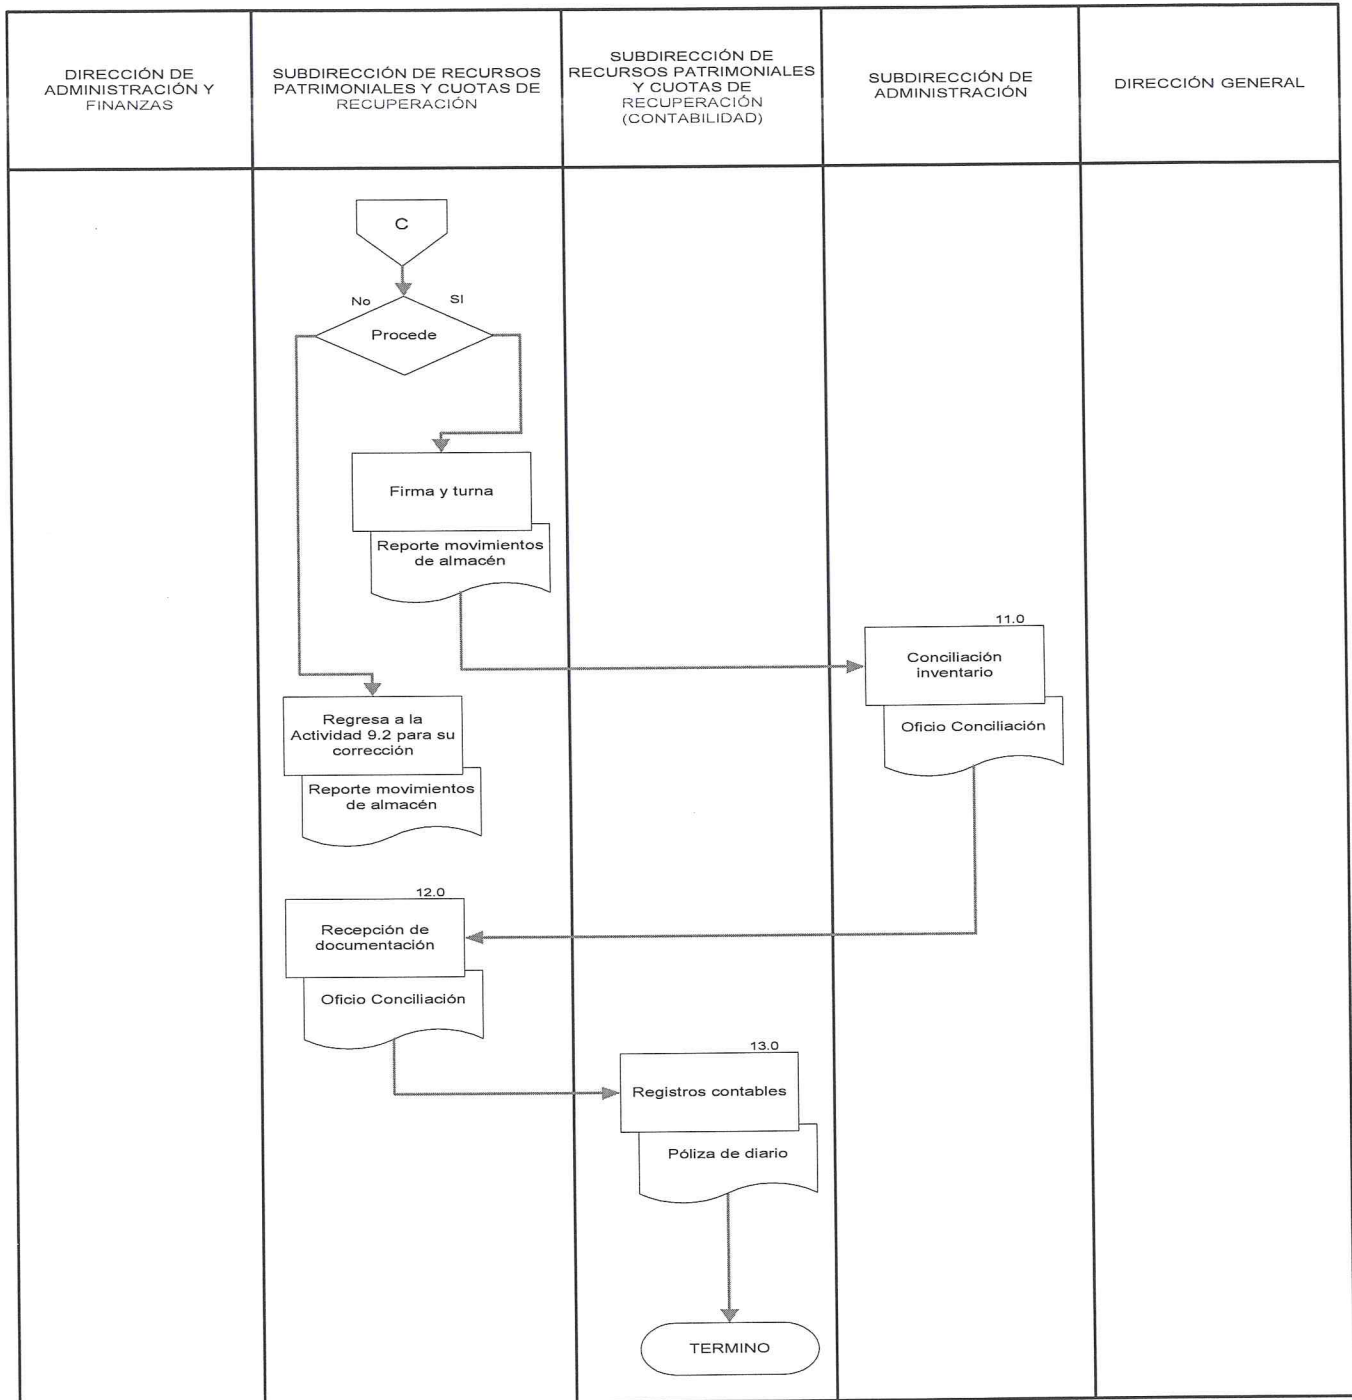 DIRECCIÓN DE
ADMINISTRACIÓN Y
FINANZAS
SUBDIRECCIÓN DE RECURSOS
PATRIMONIALES Y CUOTAS DE
RECUPERACIÓN
SUBDIRECCIÓN DE
RECURSOS PATRIMONIALES
Y CUOTAS DE
RECUPERACIÓN
(CONTABILIDAD)
SUBDIRECCIÓN DE
ADMINISTRACIÓN
DIRECCIÓN GENERAL
C
No
SI
Procede
Firma y turna
Reporte movimientos
de almacén
11.0
Conciliación
inventario
Oficio Conciliación
Regresa a la
Actividad 9.2 para su
corrección
Reporte movimientos
de almacén
12.0
Recepción de
documentación
Oficio Conciliación
13.0
Registros contables
Póliza de diario
TERMINO